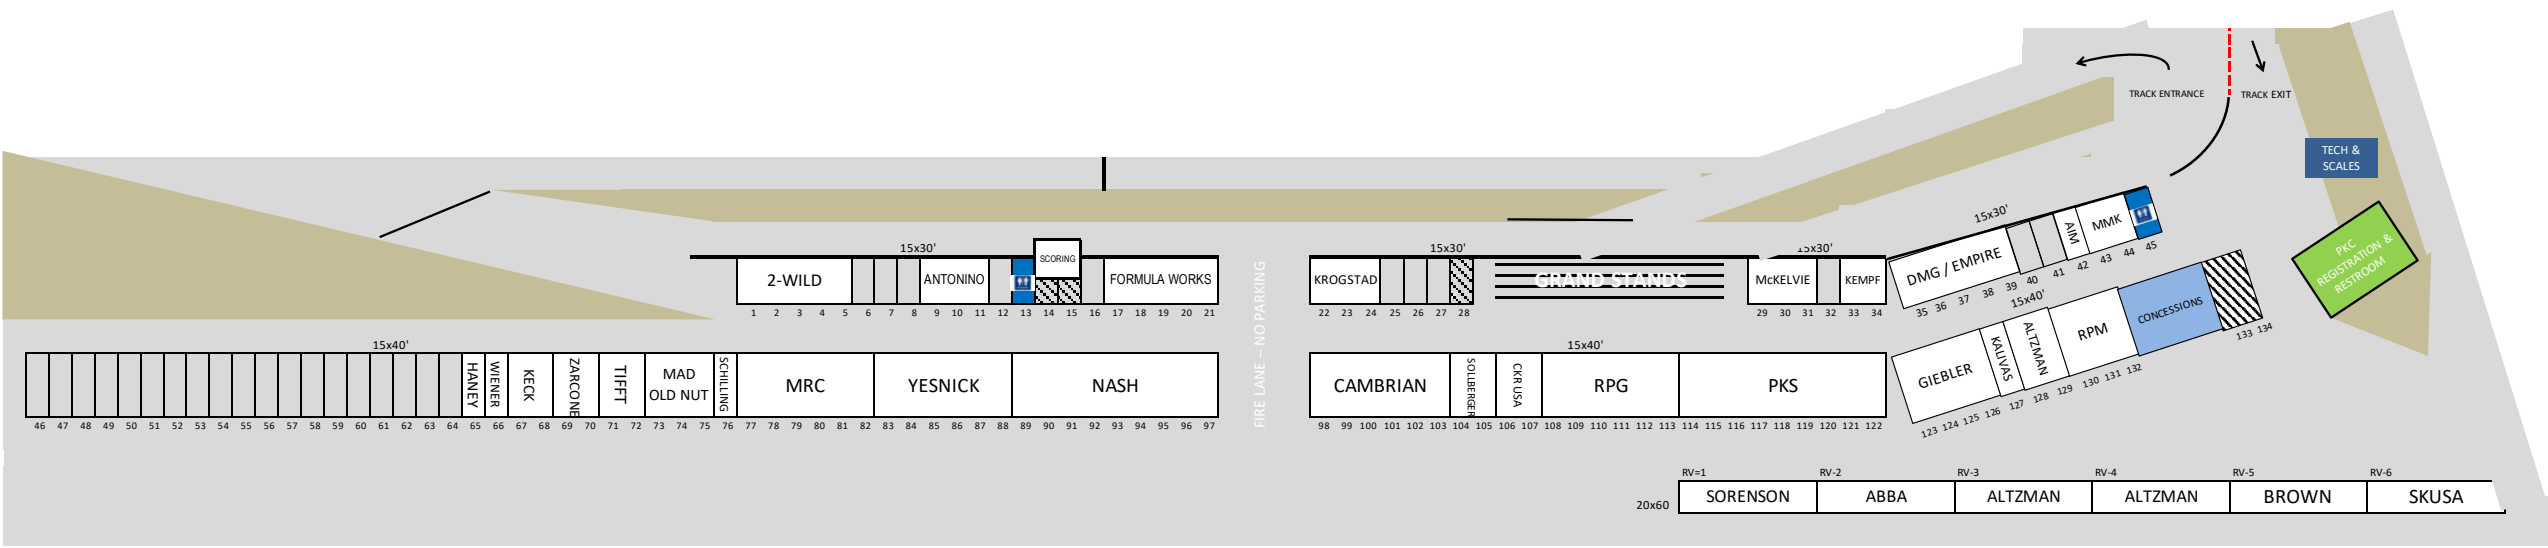 TRACK ENTRANCE
TRACK EXIT
TECH &
SCALES
PKC
REGISTRATION &
RESTROOM
15x30'
SCORING
15x30'
15x30'
15x30'
2-WILD
ANTONINO
FORMULA WORKS
KROGSTAD
GRAND STANDS
McKELVIE
KEMPF
DMG / EMPIRE
AIM
MMK
1 2 3 4 5 6 7 8 9 10 11 12 13 14 15 16 17 18 19 20 21
22 23 24 25 26 27 28
29 30 31 32 33 34
35 36 37 38 39 40 41 42 43 44 45
FIRE LANE – NO PARKING
15x40'
15x40'
15x40'
HANEY
WIENER
KECK
ZARCONE
TIFFT
MAD
OLD NUT
SCHILLING
MRC
YESNICK
NASH
CAMBRIAN
SOLLBERGER
CKR USA
RPG
PKS
GIEBLER
KALIVAS
ALTZMAN
RPM
CONCESSIONS
46 47 48 49 50 51 52 53 54 55 56 57 58 59 60 61 62 63 64 65 66 67 68 69 70 71 72 73 74 75 76 77 78 79 80 81 82 83 84 85 86 87 88 89 90 91 92 93 94 95 96 97
98 99 100 101 102 103 104 105 106 107 108 109 110 111 112 113 114 115 116 117 118 119 120 121 122
123 124 125 126 127 128 129 130 131 132 133 134
RV=1 RV-2 RV-3 RV-4 RV-5 RV-6
20x60
SORENSON
ABBA
ALTZMAN
ALTZMAN
BROWN
SKUSA